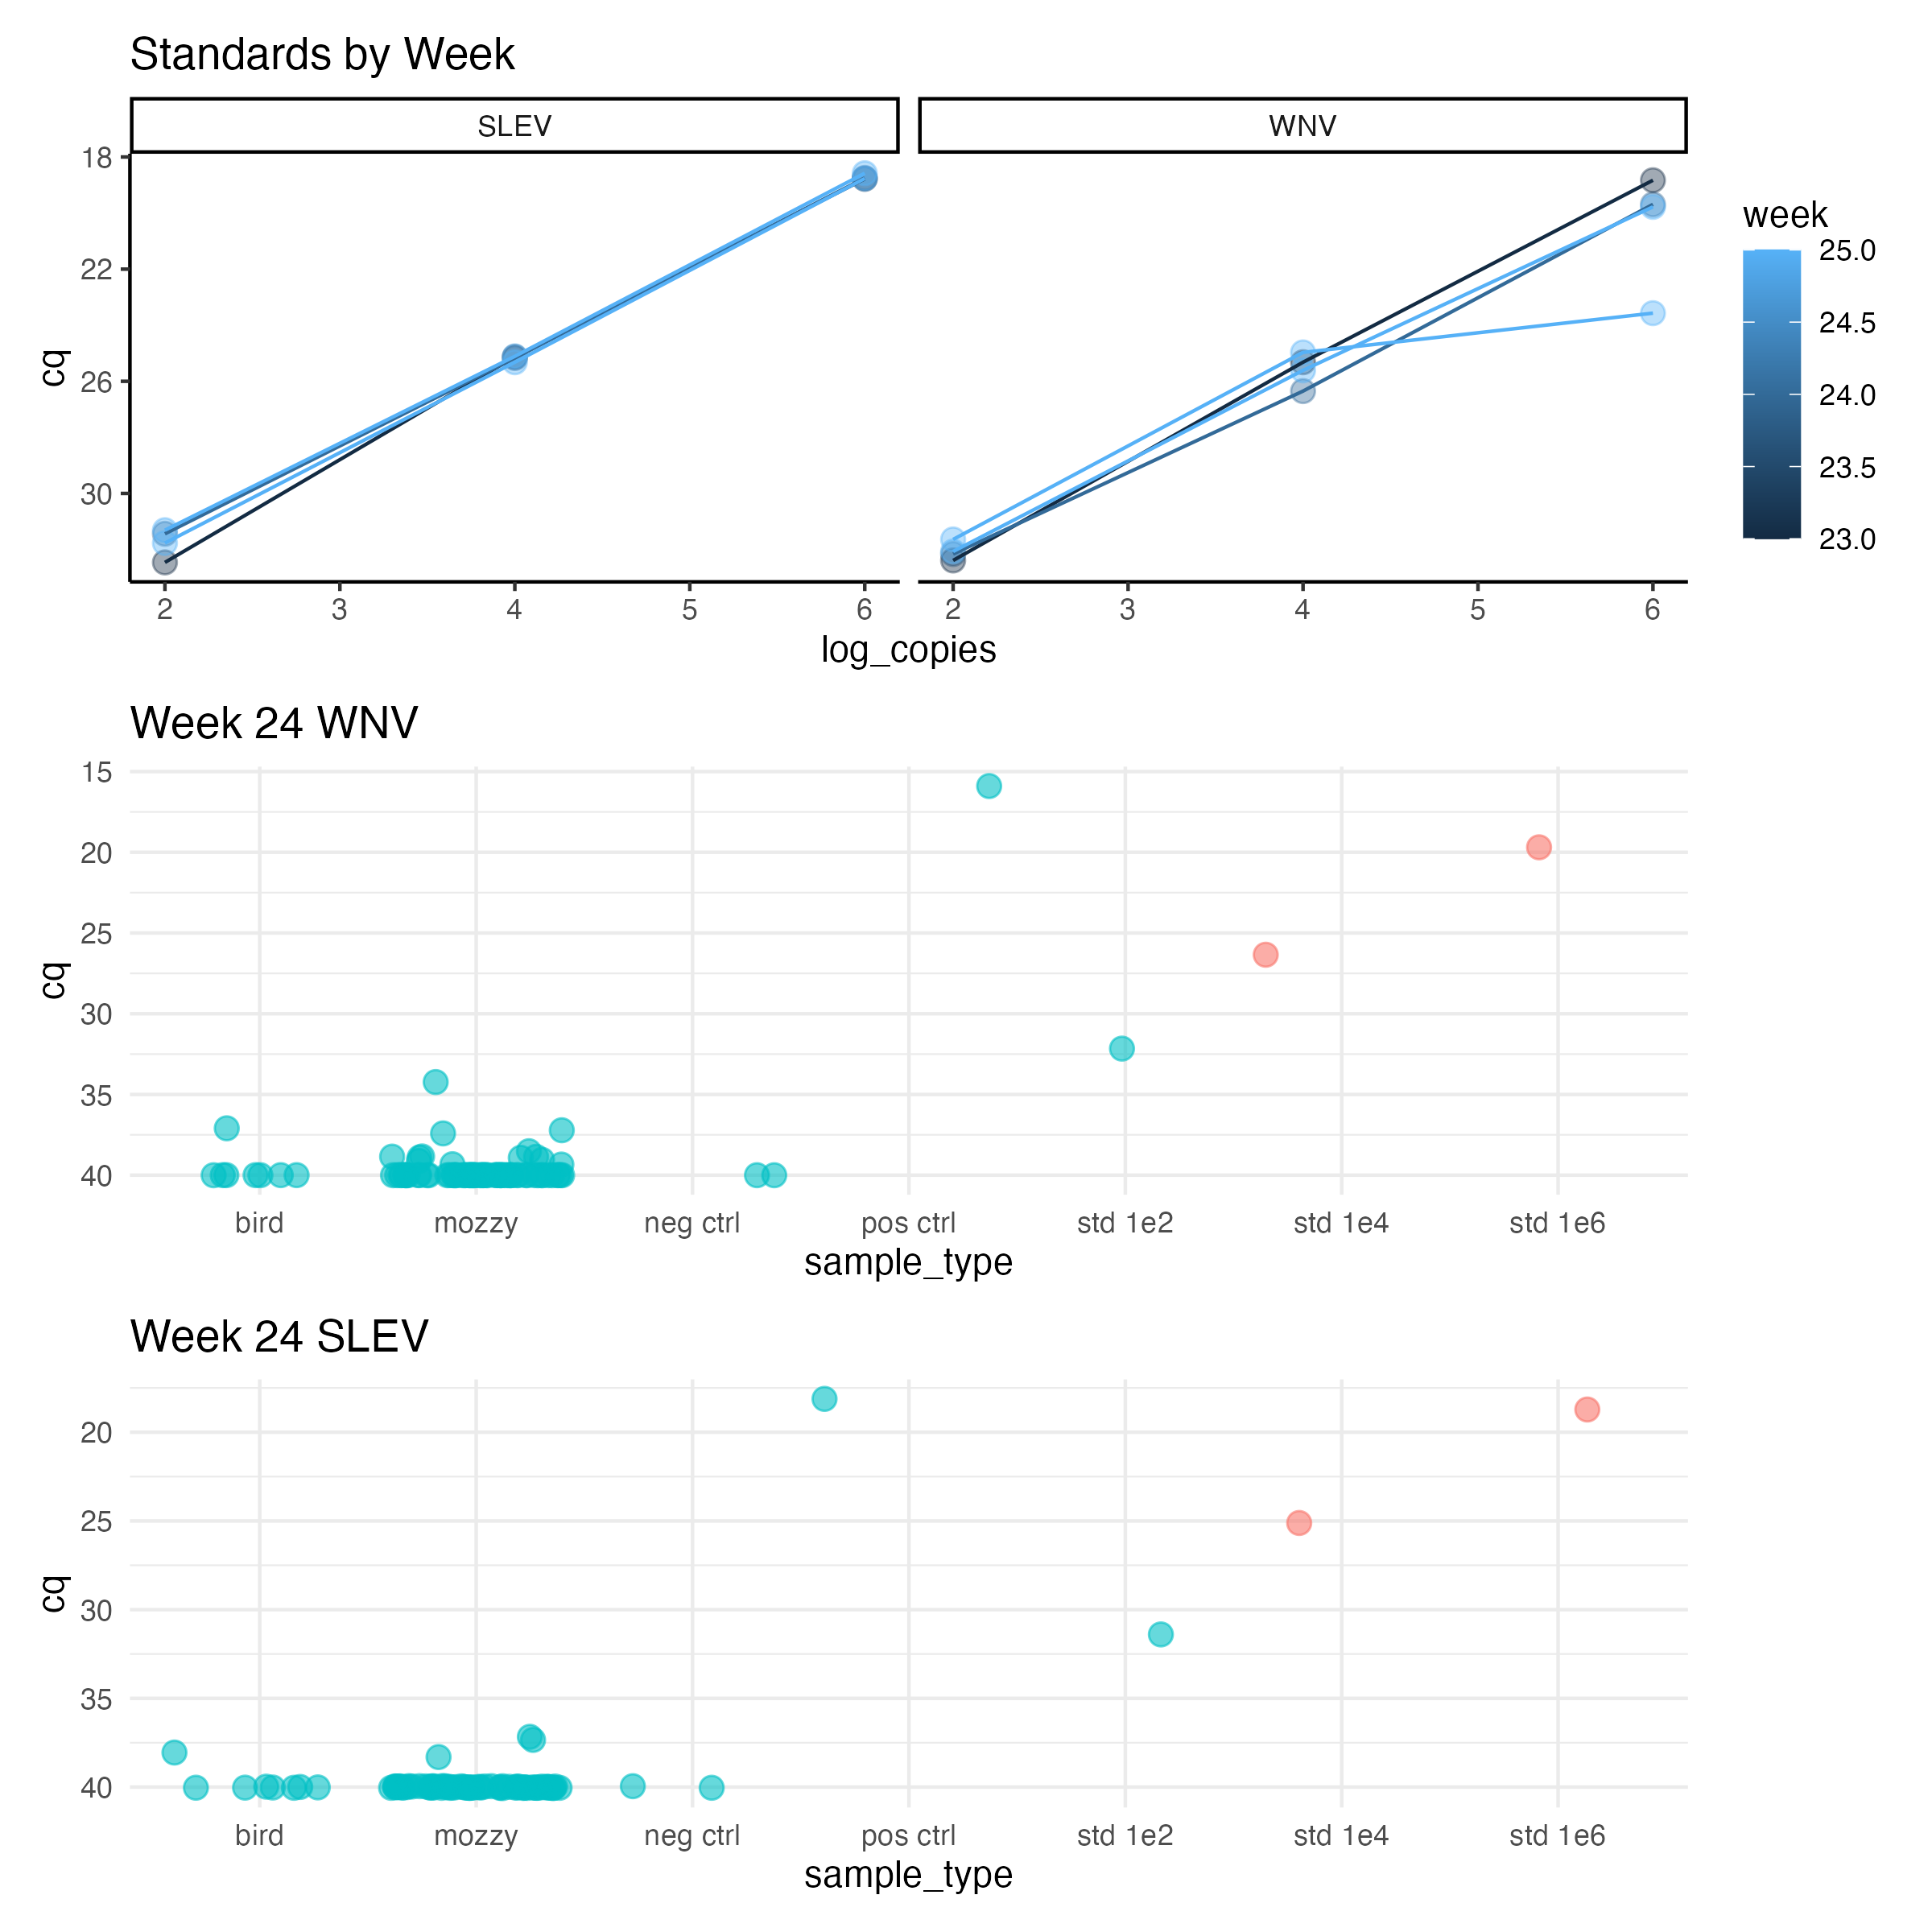 Standards by Week
SLEV
WNV
18
22
26
30
cq
2 3 4 5 6
2 3 4 5 6
log_copies
week
25.0
24.5
24.0
23.5
23.0
Week 24 WNV
15
20
25
30
35
40
cq
bird mozzy neg ctrl pos ctrl std 1e2 std 1e4 std 1e6
sample_type
Week 24 SLEV
20
25
30
35
40
cq
bird mozzy neg ctrl pos ctrl std 1e2 std 1e4 std 1e6
sample_type